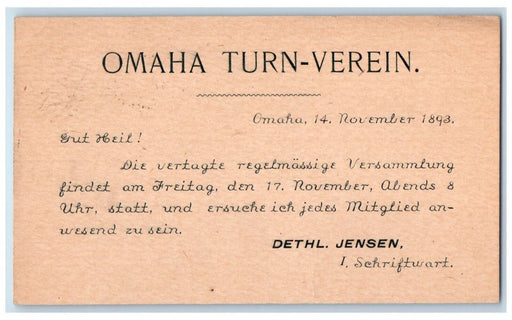 OMAHA TURN-VEREIN.
Omaha, 14. November 1893.
Gut Heil!
Die vertagte regelmässige Versammlung
findet am Freitag, den 17. November, Abends 8
Uhr, statt, und ersuche ich jedes Mitglied an-
wesend zu sein.
DETHL. JENSEN,
I. Schriftwart.